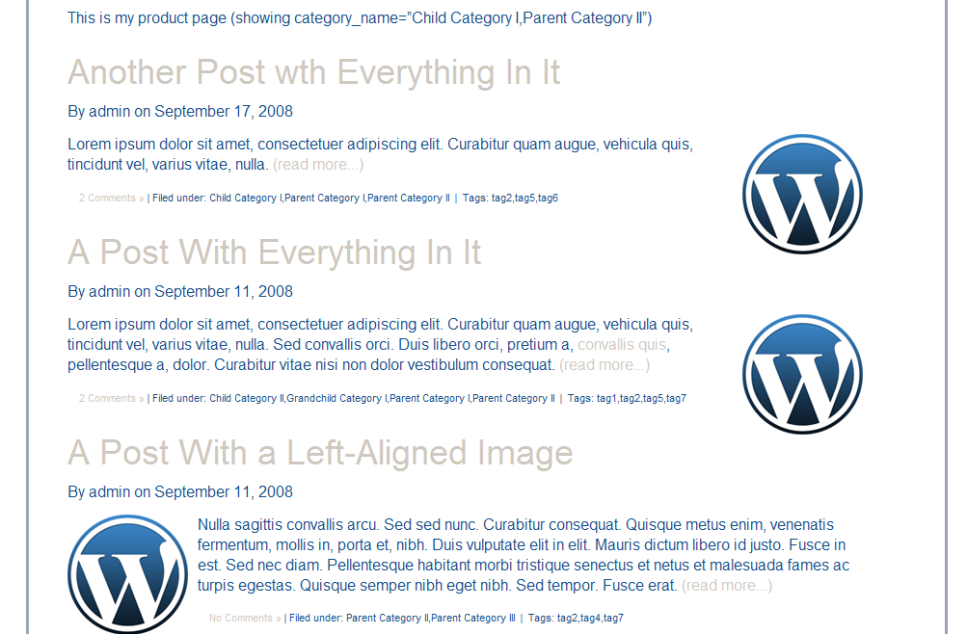 This is my product page (showing category_name="Child Category I,Parent Category II")
Another Post wth Everything In It
By admin on September 17, 2008
Lorem ipsum dolor sit amet, consectetuer adipiscing elit. Curabitur quam augue, vehicula quis,
tincidunt vel, varius vitae, nulla. (read more...)
2 Comments » | Filed under: Child Category I,Parent Category I,Parent Category II | Tags: tag2,tag5,tag6
A Post With Everything In It
By admin on September 11, 2008
Lorem ipsum dolor sit amet, consectetuer adipiscing elit. Curabitur quam augue, vehicula quis,
tincidunt vel, varius vitae, nulla. Sed convallis orci. Duis libero orci, pretium a, convallis quis,
pellentesque a, dolor. Curabitur vitae nisi non dolor vestibulum consequat. (read more...)
2 Comments » | Filed under: Child Category II,Grandchild Category I,Parent Category I,Parent Category II | Tags: tag1,tag2,tag5,tag7
A Post With a Left-Aligned Image
By admin on September 11, 2008
Nulla sagittis convallis arcu. Sed sed nunc. Curabitur consequat. Quisque metus enim, venenatis
fermentum, mollis in, porta et, nibh. Duis vulputate elit in elit. Mauris dictum libero id justo. Fusce in
est. Sed nec diam. Pellentesque habitant morbi tristique senectus et netus et malesuada fames ac
turpis egestas. Quisque semper nibh eget nibh. Sed tempor. Fusce erat. (read more...)
No Comments » | Filed under: Parent Category II,Parent Category III | Tags: tag2,tag4,tag7